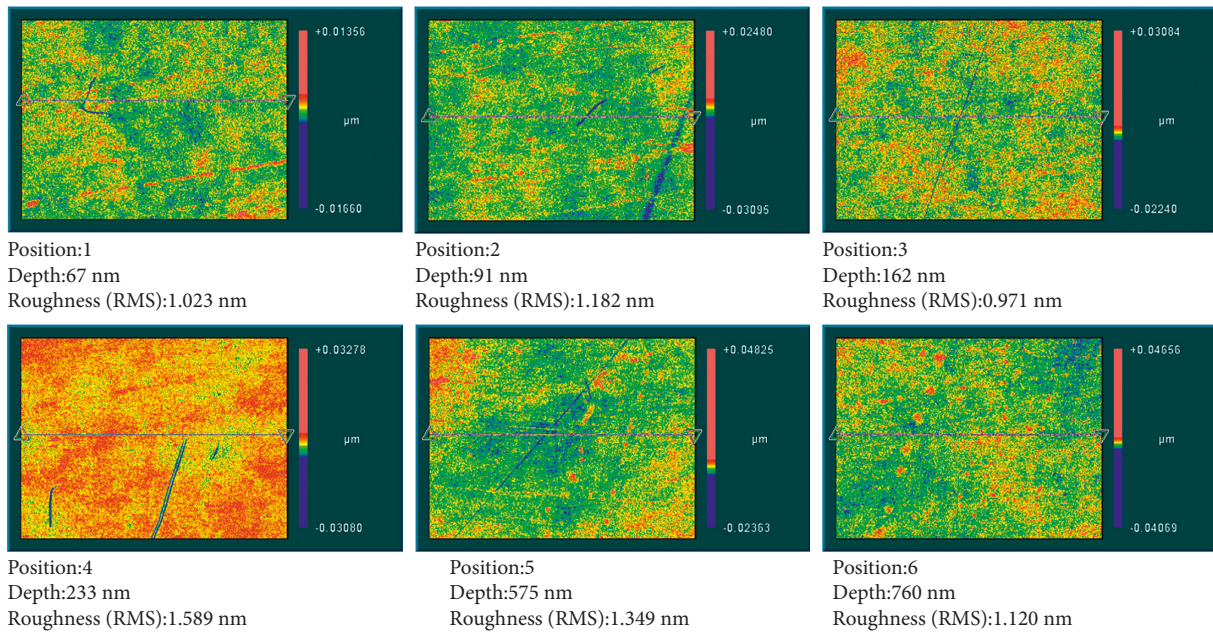 +0.01356
µm
-0.01660
Position:1
Depth:67 nm
Roughness (RMS):1.023 nm
+0.02480
µm
-0.03095
Position:2
Depth:91 nm
Roughness (RMS):1.182 nm
+0.03084
µm
-0.02240
Position:3
Depth:162 nm
Roughness (RMS):0.971 nm
+0.03278
µm
-0.03080
Position:4
Depth:233 nm
Roughness (RMS):1.589 nm
+0.04825
µm
-0.02363
Position:5
Depth:575 nm
Roughness (RMS):1.349 nm
+0.04656
µm
-0.04069
Position:6
Depth:760 nm
Roughness (RMS):1.120 nm